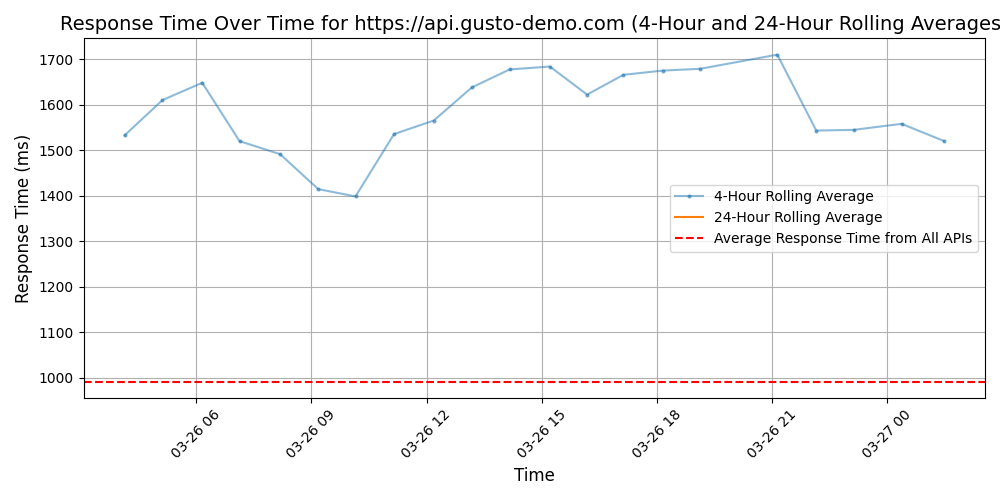 Response Time Over Time for https://api.gusto-demo.com (4-Hour and 24-Hour Rolling Averages
Response Time (ms)
1700
1600
1500
1400
1300
1200
1100
1000
4-Hour Rolling Average
24-Hour Rolling Average
Average Response Time from All APIs
03-26 06
03-26 09
03-26 12
03-26 15
03-26 18
03-26 21
03-27 00
Time